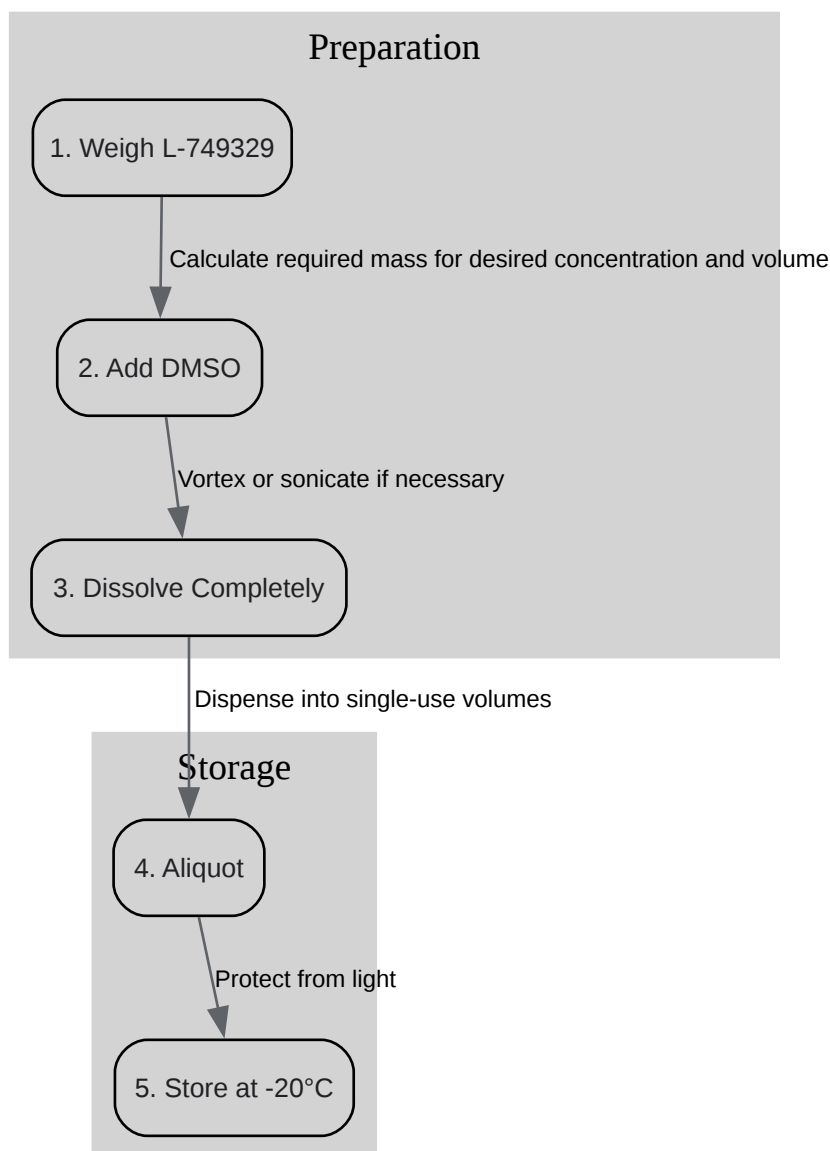 Preparation
1. Weigh L-749329
Calculate required mass for desired concentration and volume
2. Add DMSO
Vortex or sonicate if necessary
3. Dissolve Completely
Dispense into single-use volumes
Storage
4. Aliquot
Protect from light
5. Store at -20°C